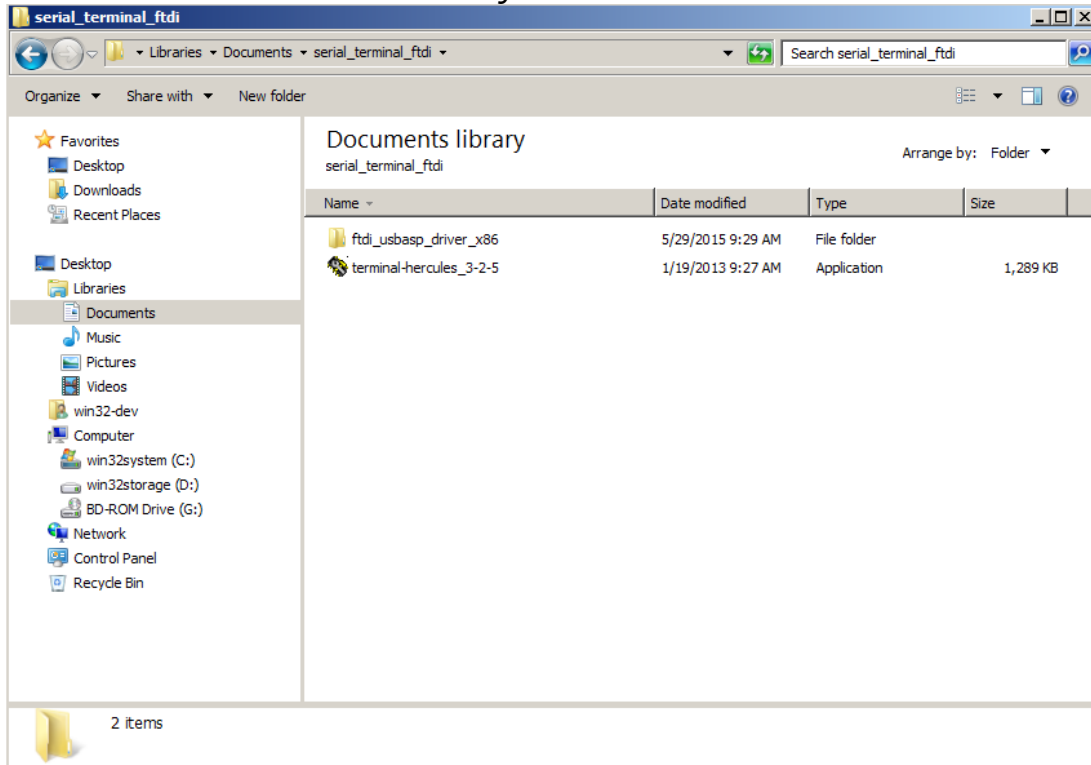 serial_terminal_ftdi
Libraries Documents serial_terminal_ftdi
Search serial_terminal_ftdi
Organize Share with New folder
Favorites
Desktop
Downloads
Recent Places
Desktop
Libraries
Documents
Music
Pictures
Videos
win32-dev
Computer
win32system (C:)
win32storage (D:)
BD-ROM Drive (G:)
Network
Control Panel
Recycle Bin
Documents library
serial_terminal_ftdi
Arrange by: Folder
Name Date modified Type Size
ftdi_usbasp_driver_x86 5/29/2015 9:29 AM File folder
terminal-hercules_3-2-5 1/19/2013 9:27 AM Application 1,289 KB
2 items